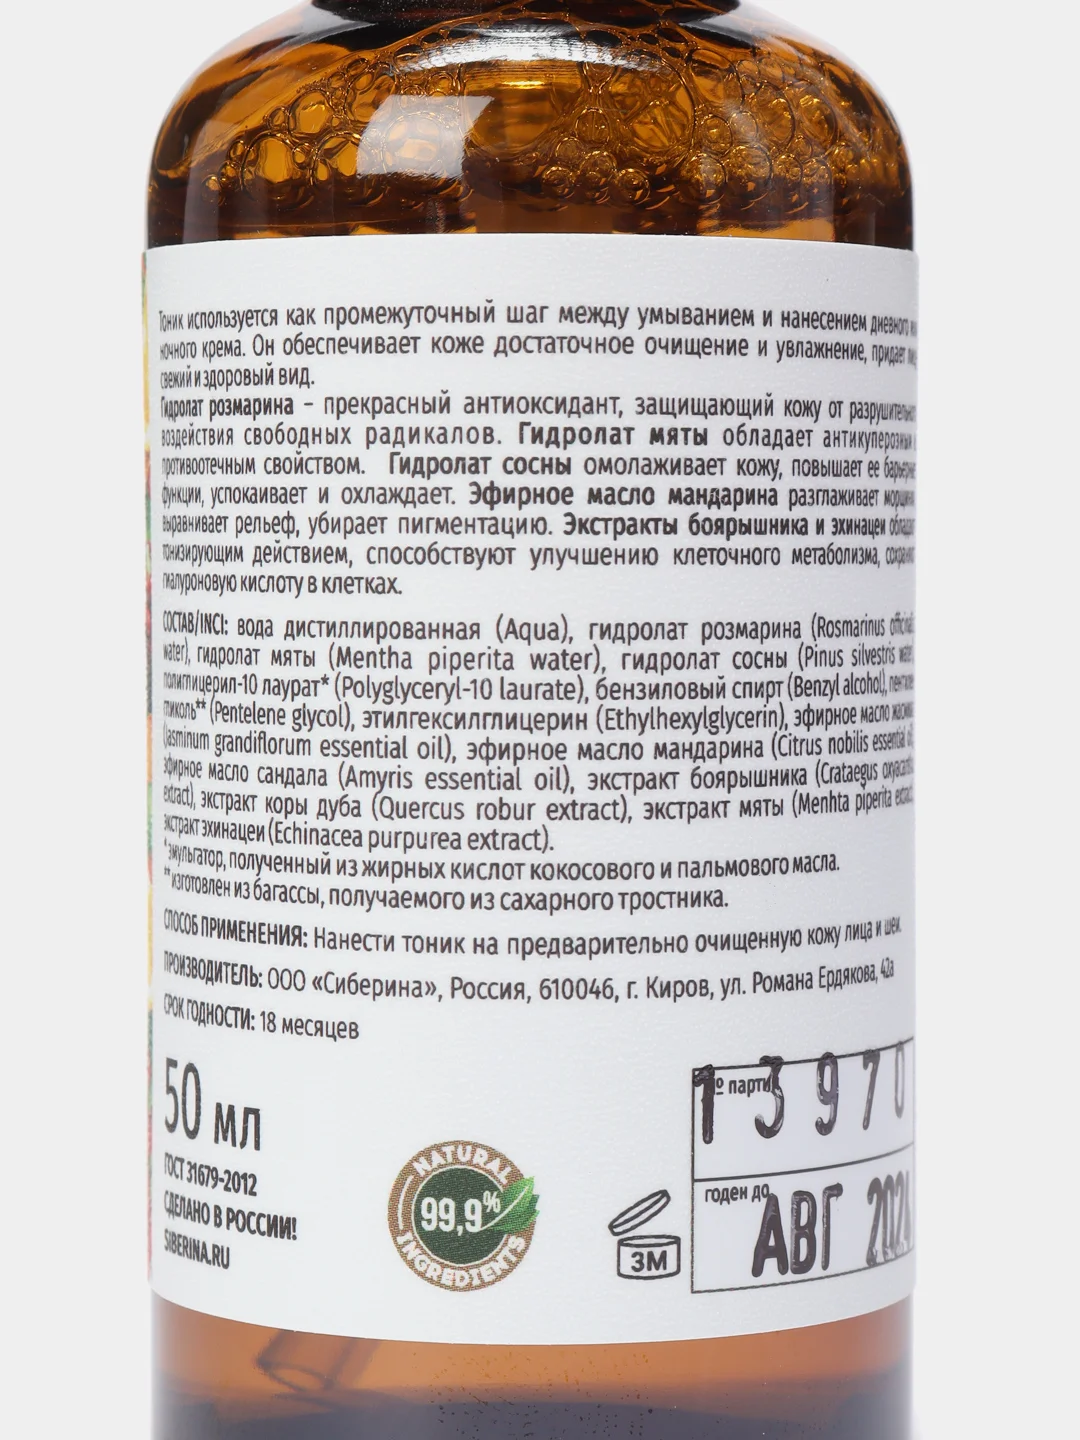 Тоник используется как промежуточный шаг между умыванием и нанесением дневного
ночного крема. Он обеспечивает коже достаточное очищение и увлажнение, придает
свежий и здоровый вид.
Гидролат розмарина – прекрасный антиоксидант, защищающий кожу от
воздействия свободных радикалов. Гидролат мяты обладает
противоотечным свойством. Гидролат сосны омолаживает кожу, повышает ее
функции, успокаивает и охлаждает. Эфирное масло мандарина разглаживает
выравнивает рельеф, убирает пигментацию. Экстракты боярышника и эхинацеи
тонизирующим действием, способствуют улучшению клеточного метаболизма,
гиалуроновую кислоту в клетках.
СОСТАВ/INCI: вода дистиллированная (Aqua), гидролат розмарина (Rosmarinus
water), гидролат мяты (Mentha piperita water), гидролат сосны (Pinus silvestris
полиглицерил-10 лаурат* (Polyglyceryl-10 laurate), бензиловый спирт (Benzyl alcohol),
гликоль** (Pentelene glycol), этилгексилглицерин (Ethylhexylglycerin), эфирное масло
(Jasminum grandiflorum essential oil), эфирное масло мандарина (Citrus nobilis essential
эфирное масло сандала (Amyris essential oil), экстракт боярышника (Crataegus
extract), экстракт коры дуба (Quercus robur extract), экстракт мяты (Menhta piperita
экстракт эхинацеи (Echinacea purpurea extract).
*эмульгатор, полученный из жирных кислот кокосового и пальмового масла.
**изготовлен из багассы, получаемого из сахарного тростника.
СПОСОБ ПРИМЕНЕНИЯ: Нанести тоник на предварительно очищенную кожу лица и шеи.
ПРОИЗВОДИТЕЛЬ: ООО «Сиберина», Россия, 610046, г. Киров, ул. Романа Ердякова, 42а
СРОК ГОДНОСТИ: 18 месяцев
50 мл
ГОСТ 31679-2012
СДЕЛАНО В РОССИИ!
SIBERINA.RU
NATURAL
99,9%
INGREDIENTS
3М
№ партии
13970
годен до
АВГ